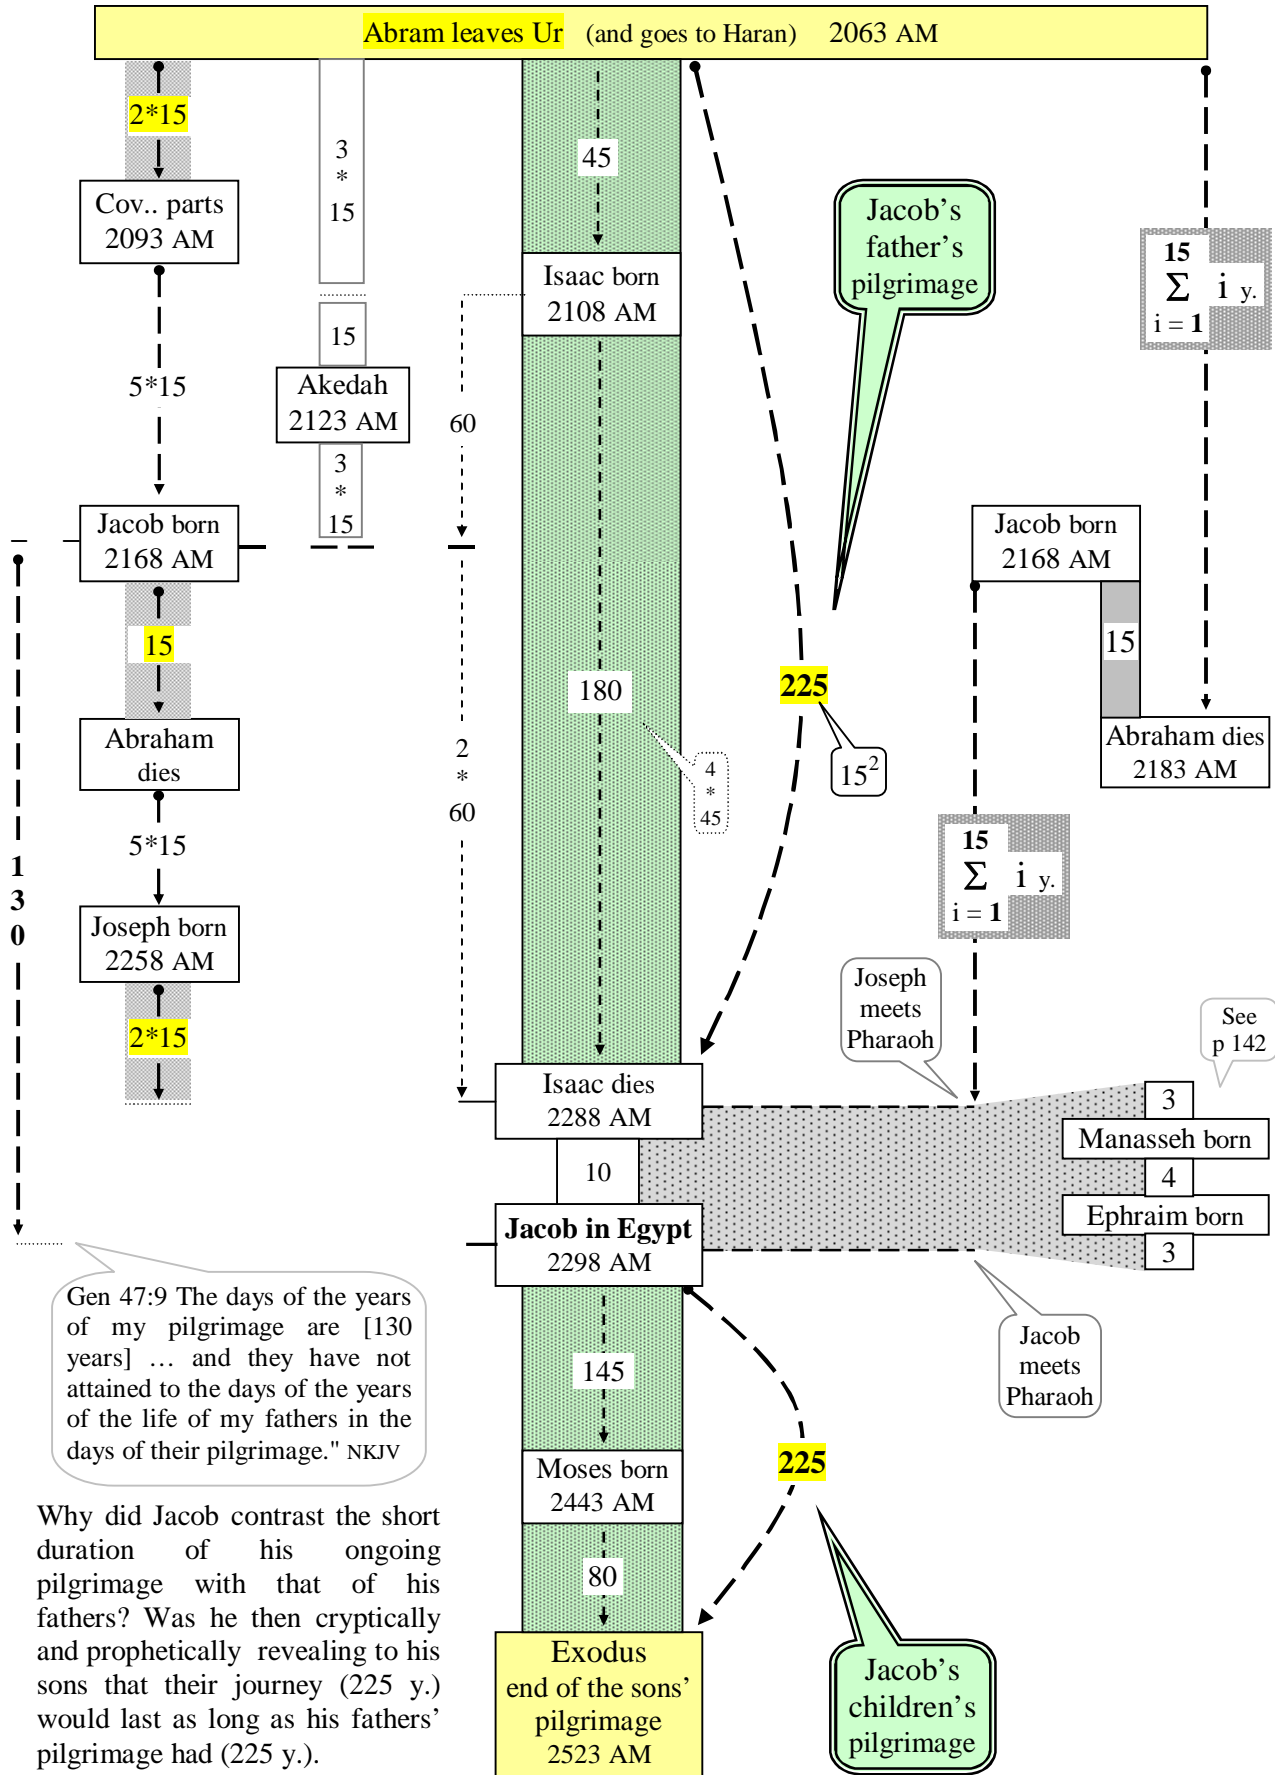 Abram leaves Ur (and goes to Haran) 2063 AM
2*15
Cov.. parts
2093 AM
5*15
Jacob born
2168 AM
15
Abraham
dies
5*15
Joseph born
2258 AM
2*15
1
3
0
3
*
15
15
Akedah
2123 AM
3
*
15
60
2
*
60
45
Isaac born
2108 AM
180
4
*
45
Isaac dies
2288 AM
10
Jacob in Egypt
2298 AM
145
Moses born
2443 AM
80
Exodus
end of the sons'
pilgrimage
2523 AM
Jacob's
father's
pilgrimage
225
15²
15
Σ i y.
i = 1
Jacob born
2168 AM
15
Abraham dies
2183 AM
15
Σ i y.
i = 1
Joseph
meets
Pharaoh
See
p 142
3
Manasseh born
4
Ephraim born
3
Jacob
meets
Pharaoh
225
Jacob's
children's
pilgrimage
Gen 47:9 The days of the years
of my pilgrimage are [130
years] … and they have not
attained to the days of the years
of the life of my fathers in the
days of their pilgrimage." NKJV
Why did Jacob contrast the short
duration of his ongoing
pilgrimage with that of his
fathers? Was he then cryptically
and prophetically revealing to his
sons that their journey (225 y.)
would last as long as his fathers'
pilgrimage had (225 y.).